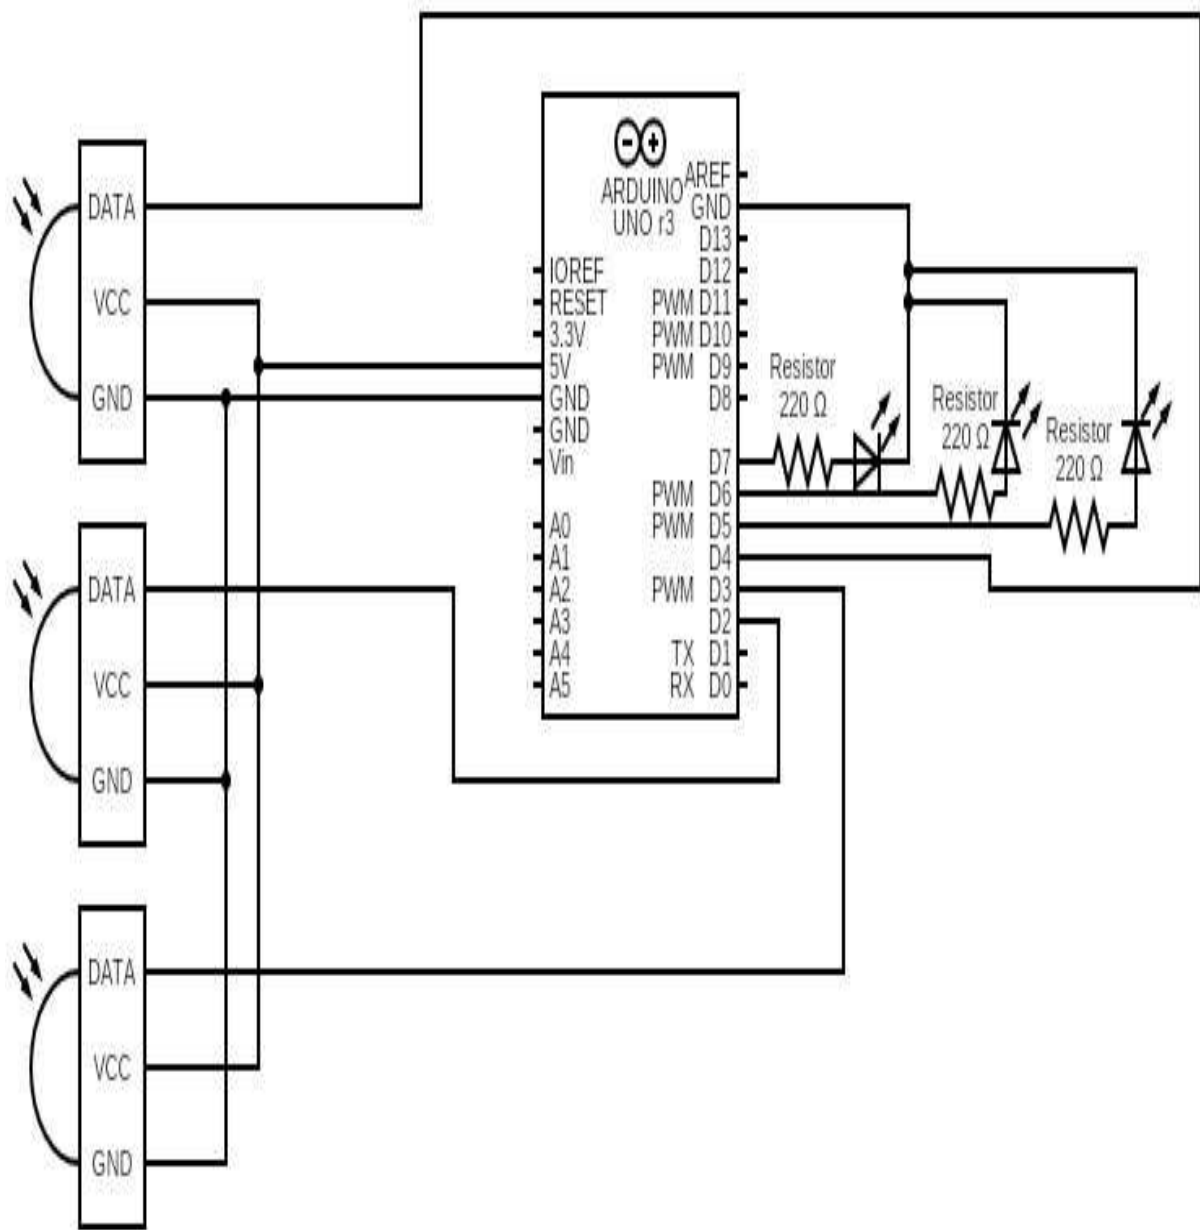 DATA
VCC
GND
DATA
VCC
GND
DATA
VCC
GND
ARDUINO
UNO r3
IOREF
RESET
3.3V
5V
GND
GND
Vin
A0
A1
A2
A3
A4
A5
AREF
GND
D13
D12
PWM D11
PWM D10
PWM D9
D8
D7
PWM D6
PWM D5
D4
PWM D3
D2
TX D1
RX D0
Resistor
220 Ω
Resistor
220 Ω
Resistor
220 Ω